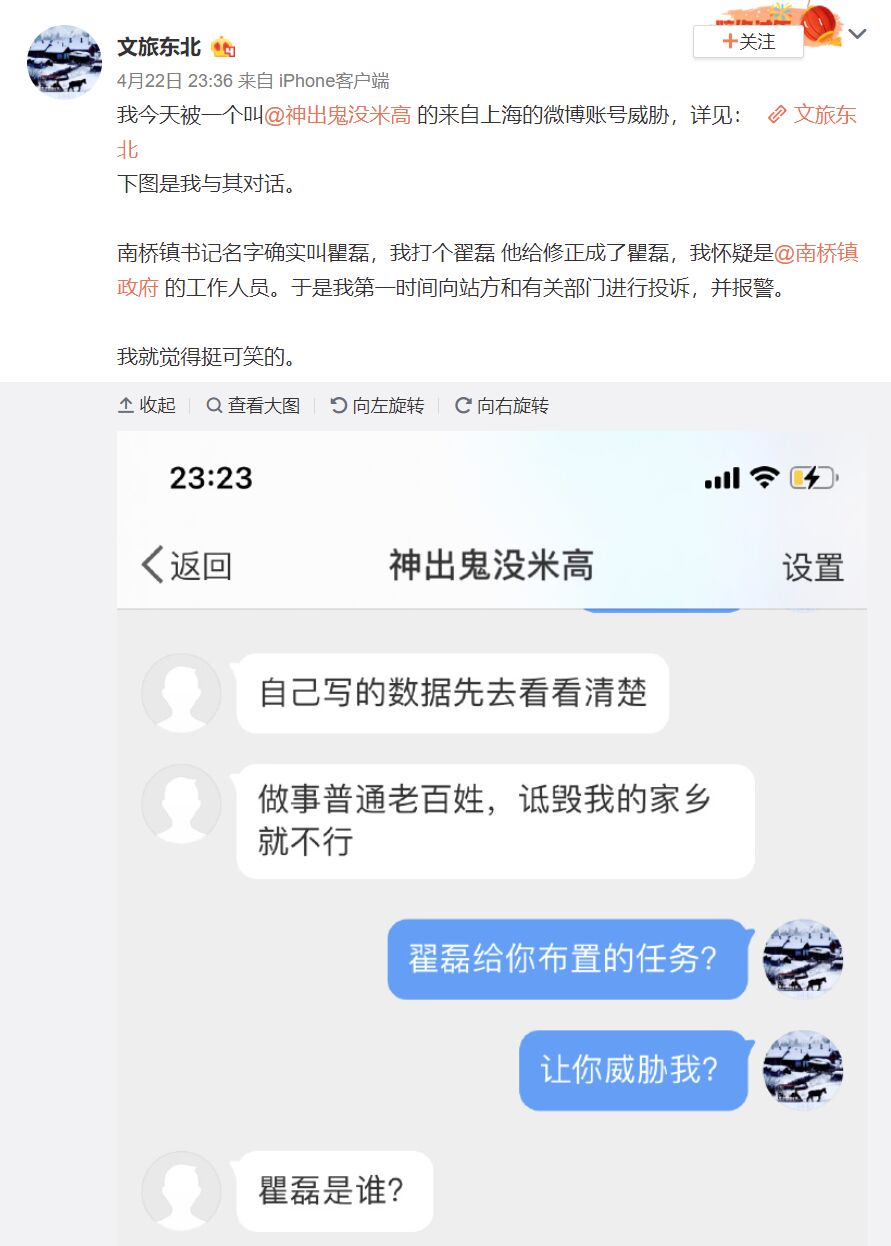 文旅东北
+关注
4月22日 23:36 来自 iPhone客户端
我今天被一个叫@神出鬼没米高 的来自上海的微博账号威胁，详见： 文旅东
北
下图是我与其对话。
南桥镇书记名字确实叫瞿磊，我打个翟磊 他给修正成了瞿磊，我怀疑是@南桥镇
政府 的工作人员。于是我第一时间向站方和有关部门进行投诉，并报警。
我就觉得挺可笑的。
收起 查看大图 向左旋转 向右旋转
23:23
返回 神出鬼没米高 设置
自己写的数据先去看看清楚
做事普通老百姓，诋毁我的家乡
就不行
翟磊给你布置的任务？
让你威胁我？
瞿磊是谁？